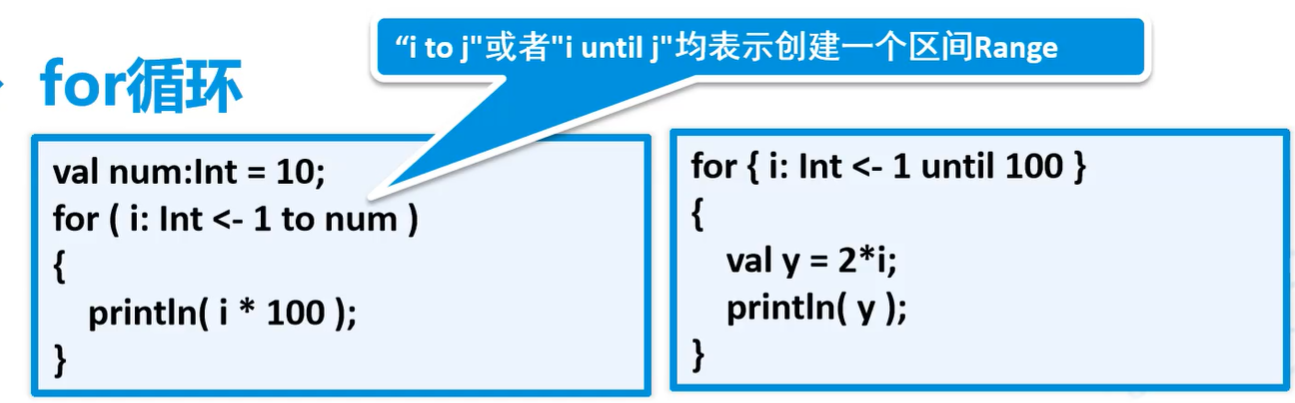 “i to j"或者"i until j"均表示创建一个区间Range
for循环
val num:Int = 10;
for ( i: Int <- 1 to num )
{
println( i * 100 );
}
for { i: Int <- 1 until 100 }
{
val y = 2*i;
println( y );
}